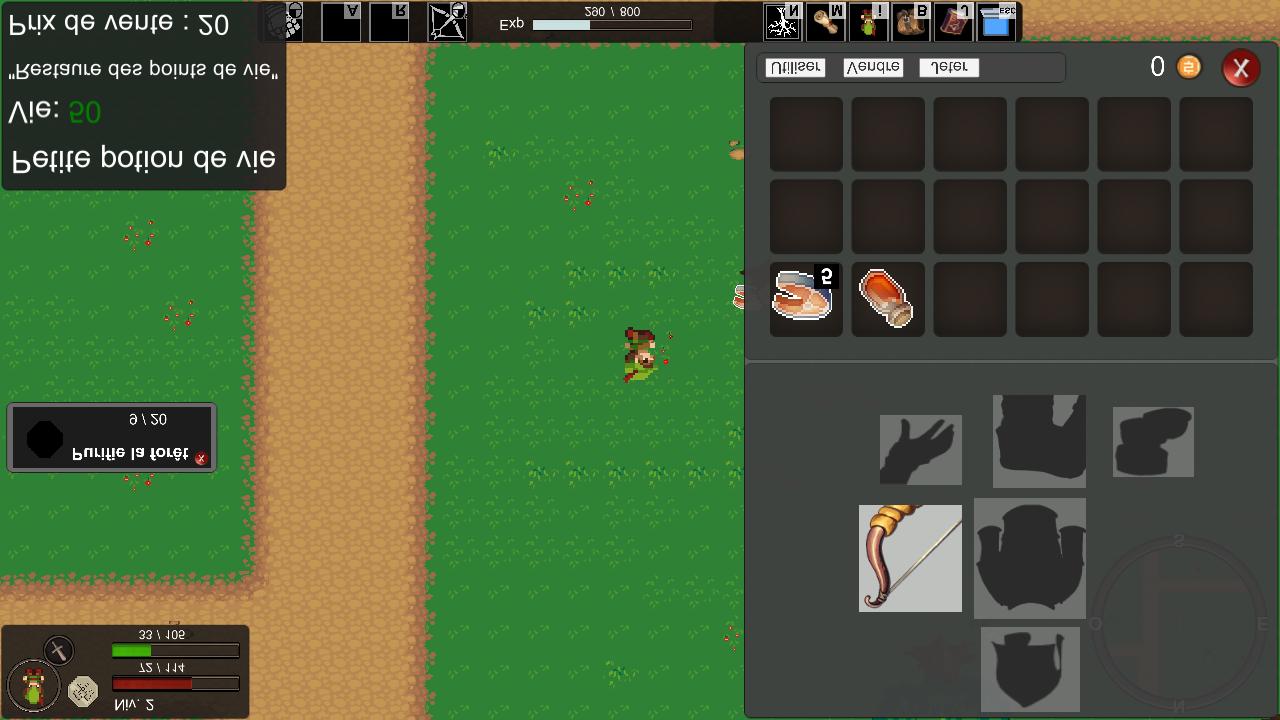 Niv. 2
72 / 114
33 / 105
N
E
S
O
Purifie la forêt
9 / 20
5
Petite potion de vie
Vie: 50
"Restaure des points de vie"
Prix de vente : 20
Utiliser
Vendre
Jeter
0
X
A
R
Exp
290 / 800
N
M
I
B
J
ESC